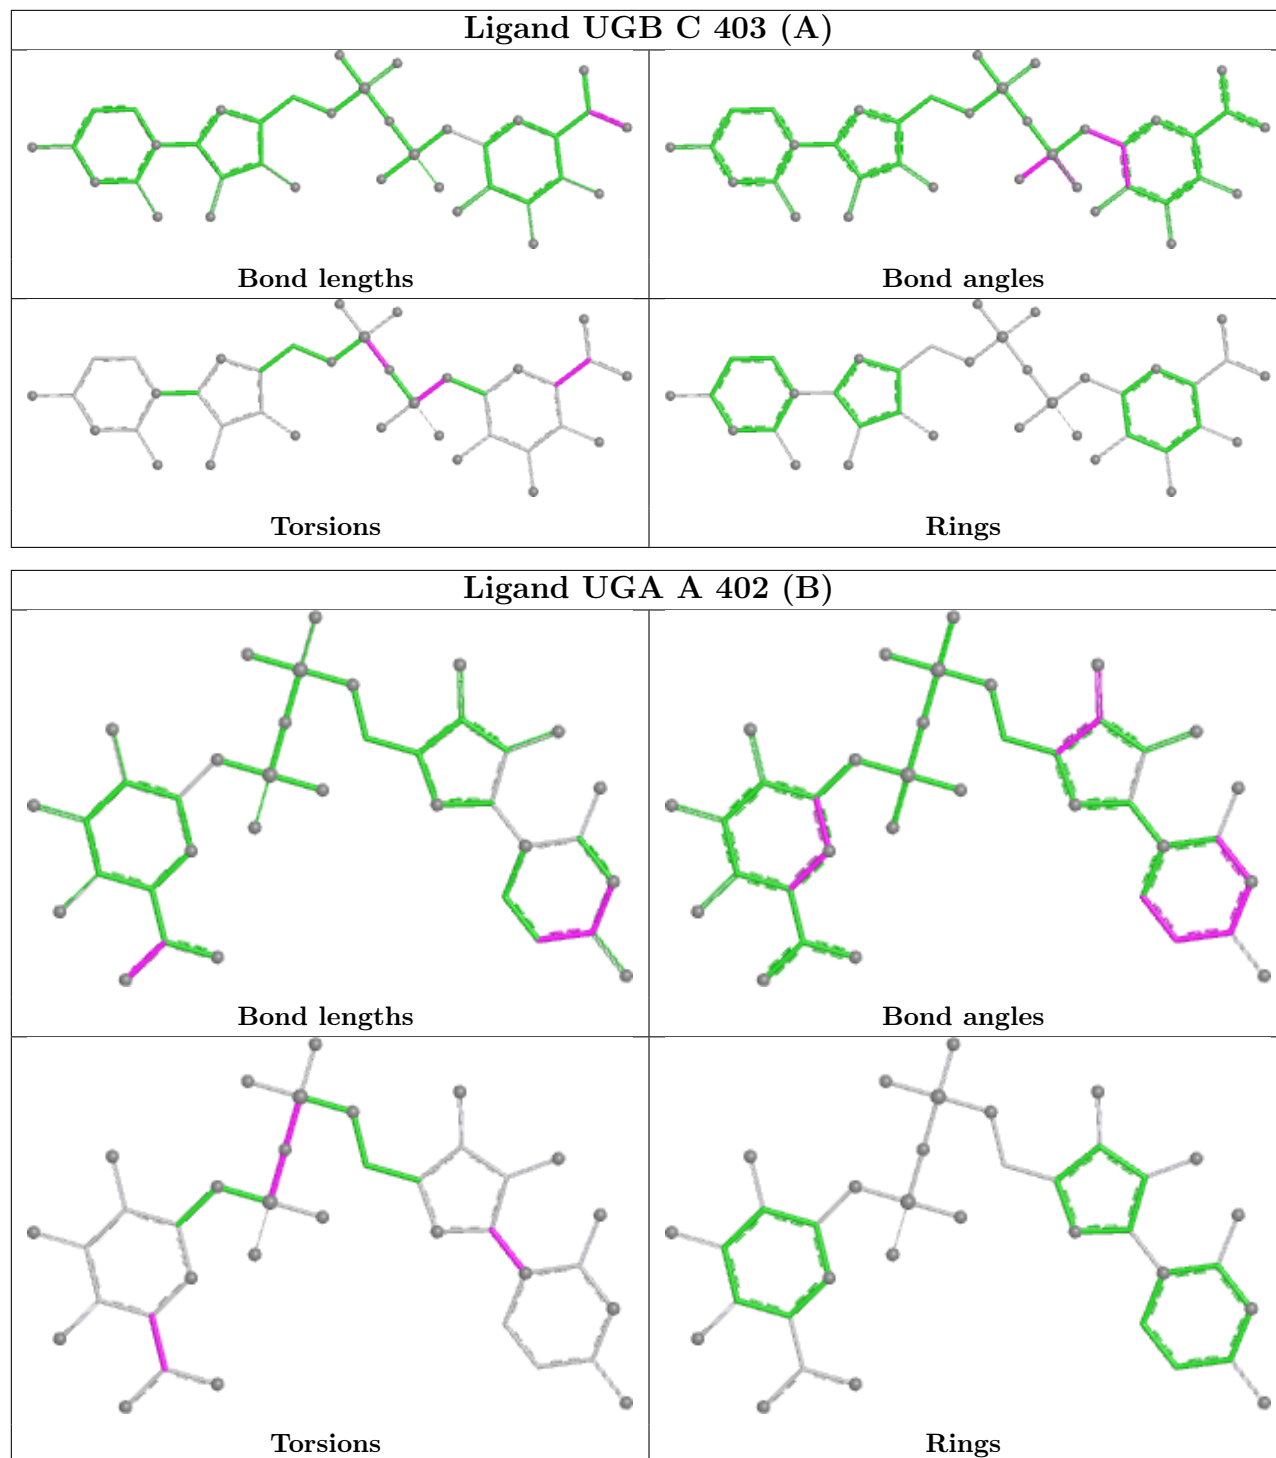 Ligand UGB C 403 (A)
Bond lengths
Bond angles
Torsions
Rings
Ligand UGA A 402 (B)
Bond lengths
Bond angles
Torsions
Rings